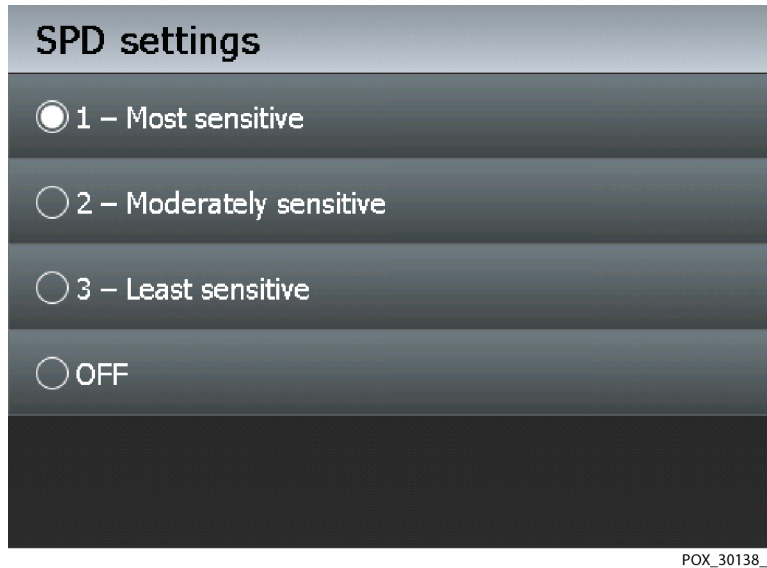 SPD settings
1 – Most sensitive
2 – Moderately sensitive
3 – Least sensitive
OFF
POX_30138_